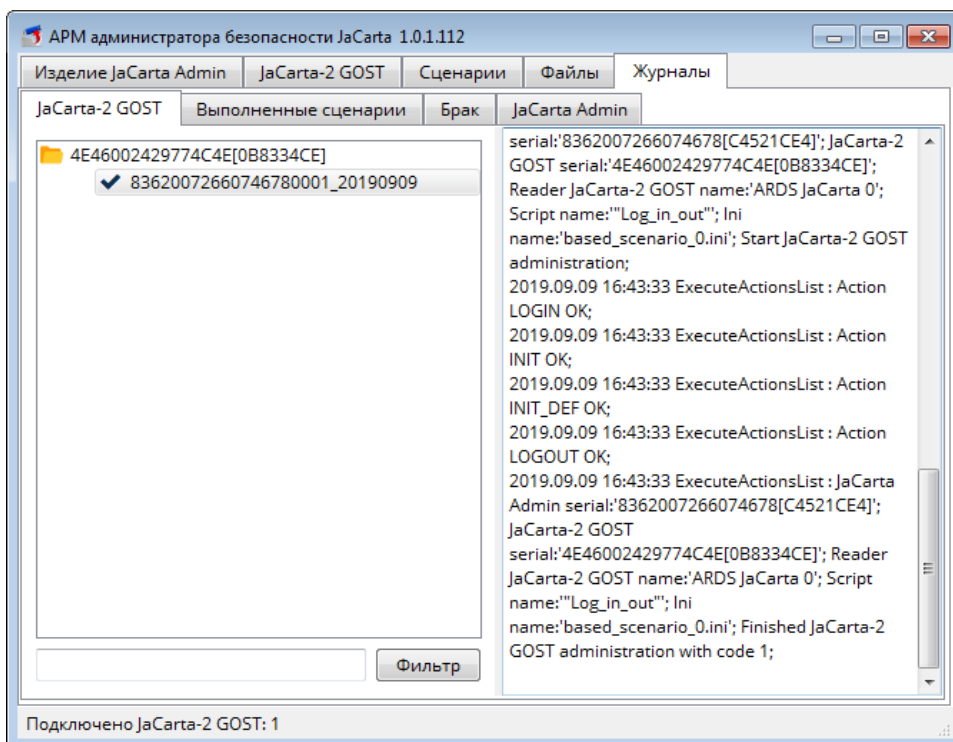 АРМ администратора безопасности JaCarta 1.0.1.112
Изделие JaCarta Admin JaCarta-2 GOST Сценарии Файлы Журналы
JaCarta-2 GOST Выполненные сценарии Брак JaCarta Admin
4E46002429774C4E[0B8334CE]
83620072660746780001_20190909
serial:'8362007266074678[C4521CE4]'; JaCarta-2
GOST serial:'4E46002429774C4E[0B8334CE]';
Reader JaCarta-2 GOST name:'ARDS JaCarta 0';
Script name:'"Log_in_out"'; Ini
name:'based_scenario_0.ini'; Start JaCarta-2 GOST
administration;
2019.09.09 16:43:33 ExecuteActionsList : Action
LOGIN OK;
2019.09.09 16:43:33 ExecuteActionsList : Action
INIT OK;
2019.09.09 16:43:33 ExecuteActionsList : Action
INIT_DEF OK;
2019.09.09 16:43:33 ExecuteActionsList : Action
LOGOUT OK;
2019.09.09 16:43:33 ExecuteActionsList : JaCarta
Admin serial:'8362007266074678[C4521CE4]';
JaCarta-2 GOST
serial:'4E46002429774C4E[0B8334CE]'; Reader
JaCarta-2 GOST name:'ARDS JaCarta 0'; Script
name:'"Log_in_out"'; Ini
name:'based_scenario_0.ini'; Finished JaCarta-2
GOST administration with code 1;
Фильтр
Подключено JaCarta-2 GOST: 1